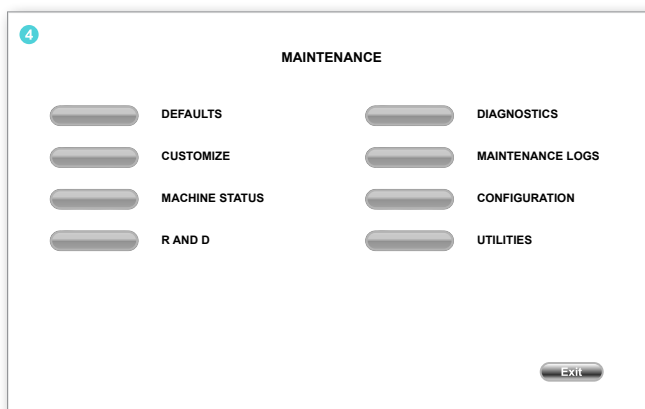 4
MAINTENANCE
DEFAULTS
DIAGNOSTICS
CUSTOMIZE
MAINTENANCE LOGS
MACHINE STATUS
CONFIGURATION
R AND D
UTILITIES
Exit